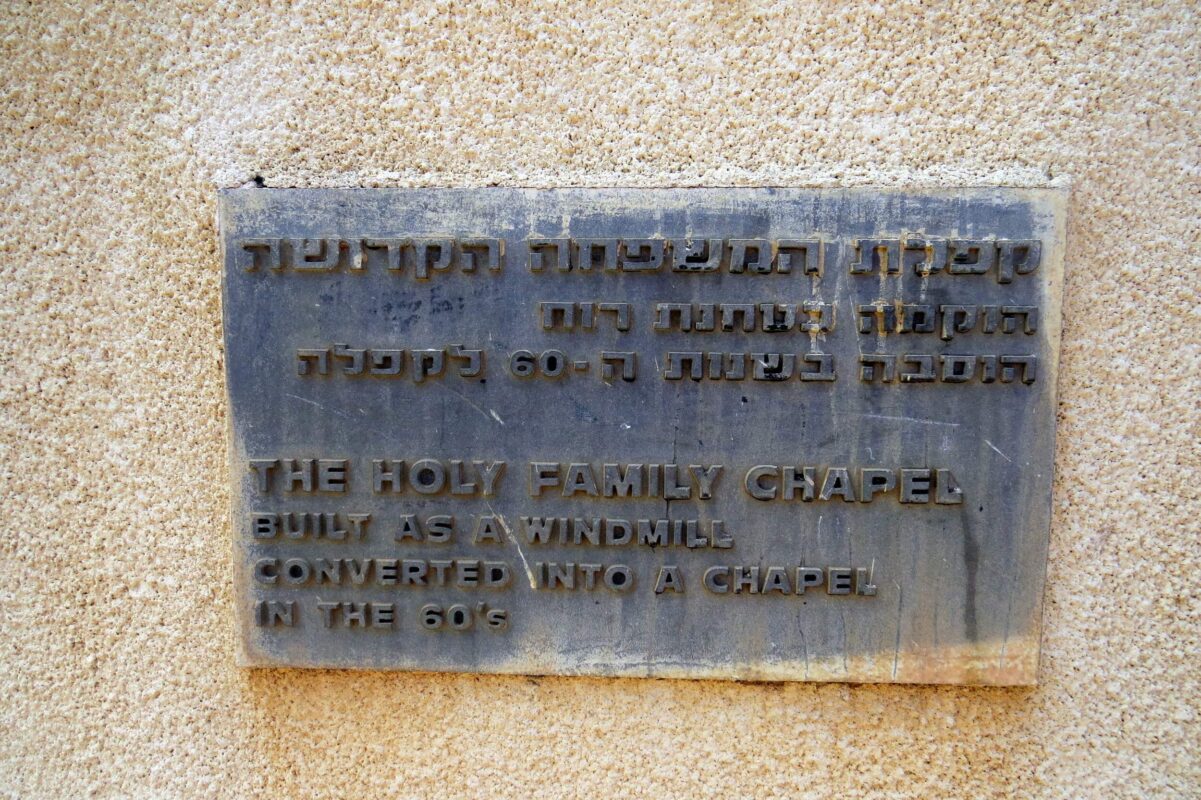 קפלת המשפחה הקדושה
הוקמה כטחנת רוח
הוסבה בשנות ה-60 לקפלה
THE HOLY FAMILY CHAPEL
BUILT AS A WINDMILL
CONVERTED INTO A CHAPEL
IN THE 60's